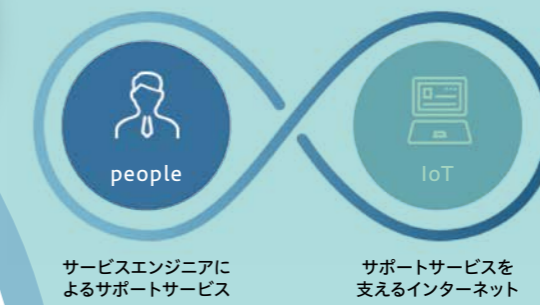 people
IoT
サービスエンジニアに
よるサポートサービス
サポートサービスを
支えるインターネット